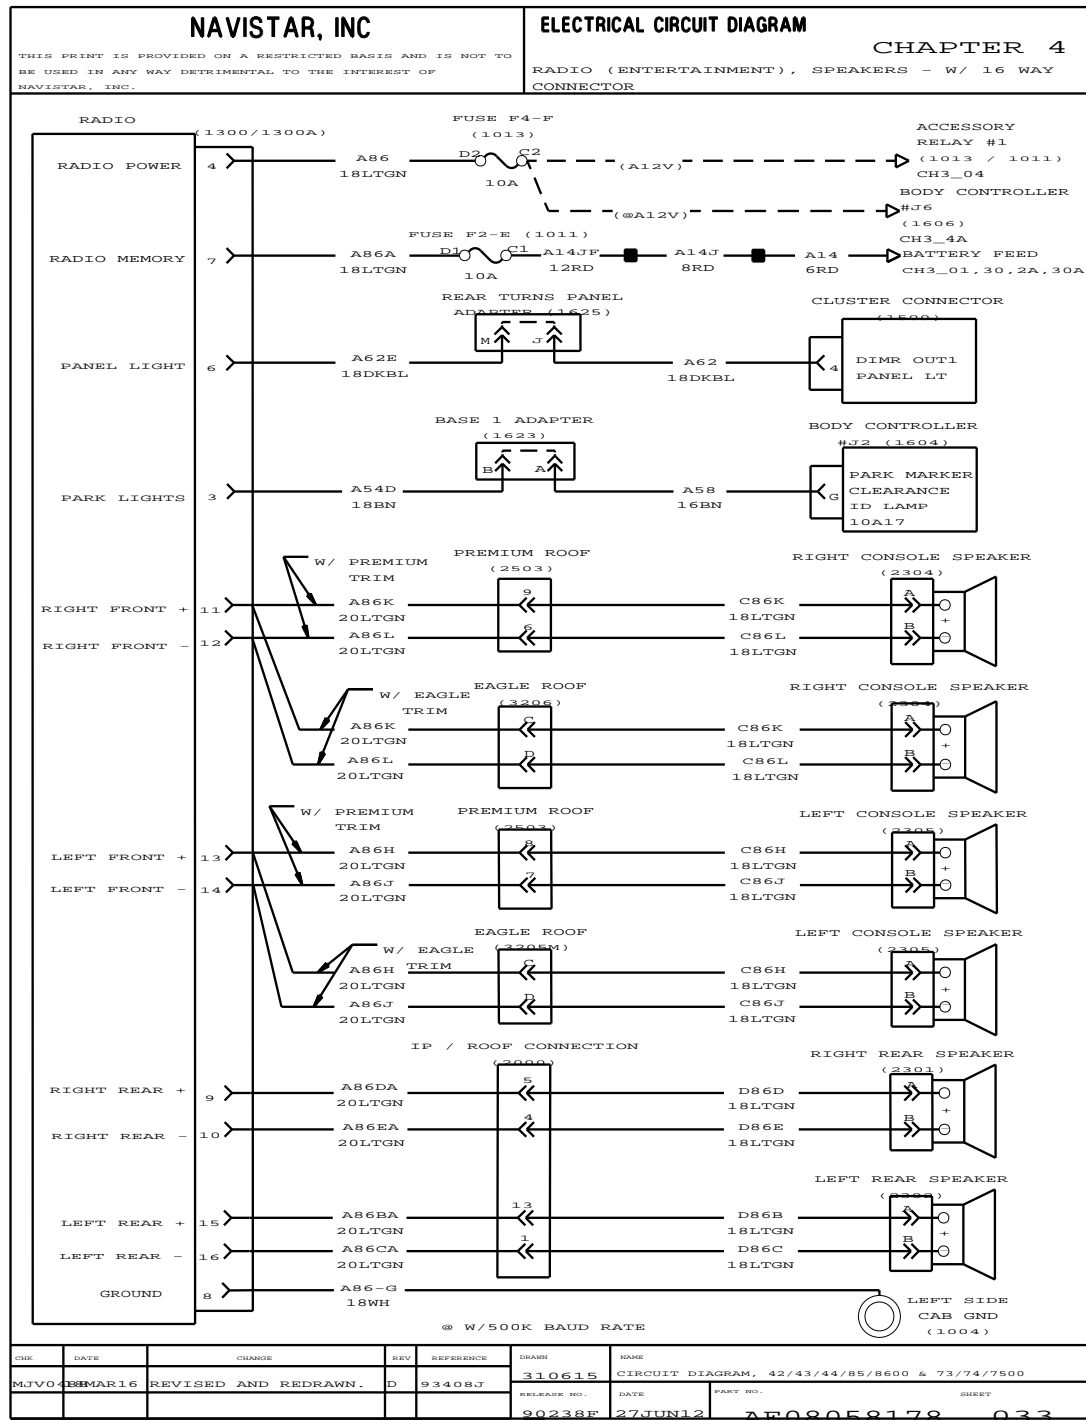 NAVISTAR, INC
THIS PRINT IS PROVIDED ON A RESTRICTED BASIS AND IS NOT TO
BE USED IN ANY WAY DETRIMENTAL TO THE INTEREST OF
NAVISTAR, INC.
ELECTRICAL CIRCUIT DIAGRAM
CHAPTER 4
RADIO (ENTERTAINMENT), SPEAKERS - W/ 16 WAY
CONNECTOR
RADIO
(1300/1300A)
FUSE F4-F
(1013)
ACCESSORY
RELAY #1
(1013 / 1011)
CH3_04
RADIO POWER 4
A86
18LTGN
D2 C2
10A
(A12V)
BODY CONTROLLER
#J6
(1606)
CH3_4A
(@A12V)
FUSE F2-E (1011)
RADIO MEMORY 7
A86A
18LTGN
D1 C1
10A
A14JF
12RD
A14J
8RD
A14
6RD
BATTERY FEED
CH3_01,30,2A,30A
REAR TURNS PANEL
ADAPTER (1625)
CLUSTER CONNECTOR
(1500)
M J
PANEL LIGHT 6
A62E
18DKBL
A62
18DKBL
4
DIMR OUT1
PANEL LT
BASE 1 ADAPTER
(1623)
BODY CONTROLLER
#J2 (1604)
B A
PARK LIGHTS 3
A54D
18BN
A58
16BN
G
PARK MARKER
CLEARANCE
ID LAMP
10A17
W/ PREMIUM
TRIM
PREMIUM ROOF
(2503)
RIGHT CONSOLE SPEAKER
(2304)
RIGHT FRONT + 11
A86K
20LTGN
9
C86K
18LTGN
A
+
RIGHT FRONT - 12
A86L
20LTGN
6
C86L
18LTGN
B
-
W/ EAGLE
TRIM
EAGLE ROOF
(3206)
RIGHT CONSOLE SPEAKER
(2304)
A86K
20LTGN
C
C86K
18LTGN
A
+
A86L
20LTGN
D
C86L
18LTGN
B
-
W/ PREMIUM
TRIM
PREMIUM ROOF
(2503)
LEFT CONSOLE SPEAKER
(2305)
LEFT FRONT + 13
A86H
20LTGN
8
C86H
18LTGN
A
+
LEFT FRONT - 14
A86J
20LTGN
7
C86J
18LTGN
B
-
W/ EAGLE
TRIM
EAGLE ROOF
(3205M)
LEFT CONSOLE SPEAKER
(2305)
A86H
20LTGN
C
C86H
18LTGN
A
+
A86J
20LTGN
D
C86J
18LTGN
B
-
IP / ROOF CONNECTION
(2000)
RIGHT REAR SPEAKER
(2301)
RIGHT REAR + 9
A86DA
20LTGN
5
D86D
18LTGN
A
+
RIGHT REAR - 10
A86EA
20LTGN
4
D86E
18LTGN
B
-
LEFT REAR SPEAKER
LEFT REAR + 15
A86BA
20LTGN
13
D86B
18LTGN
A
+
LEFT REAR - 16
A86CA
20LTGN
1
D86C
18LTGN
B
-
GROUND 8
A86-G
18WH
LEFT SIDE
CAB GND
(1004)
@ W/500K BAUD RATE
CHK DATE CHANGE REV REFERENCE
18MAR16 REVISED AND REDRAWN. D 93408J
DRAWN
310615
NAME
CIRCUIT DIAGRAM, 42/43/44/85/8600 & 73/74/7500
RELEASE NO.
90238F
DATE
27JUN12
PART NO.
AF08058178
SHEET
033